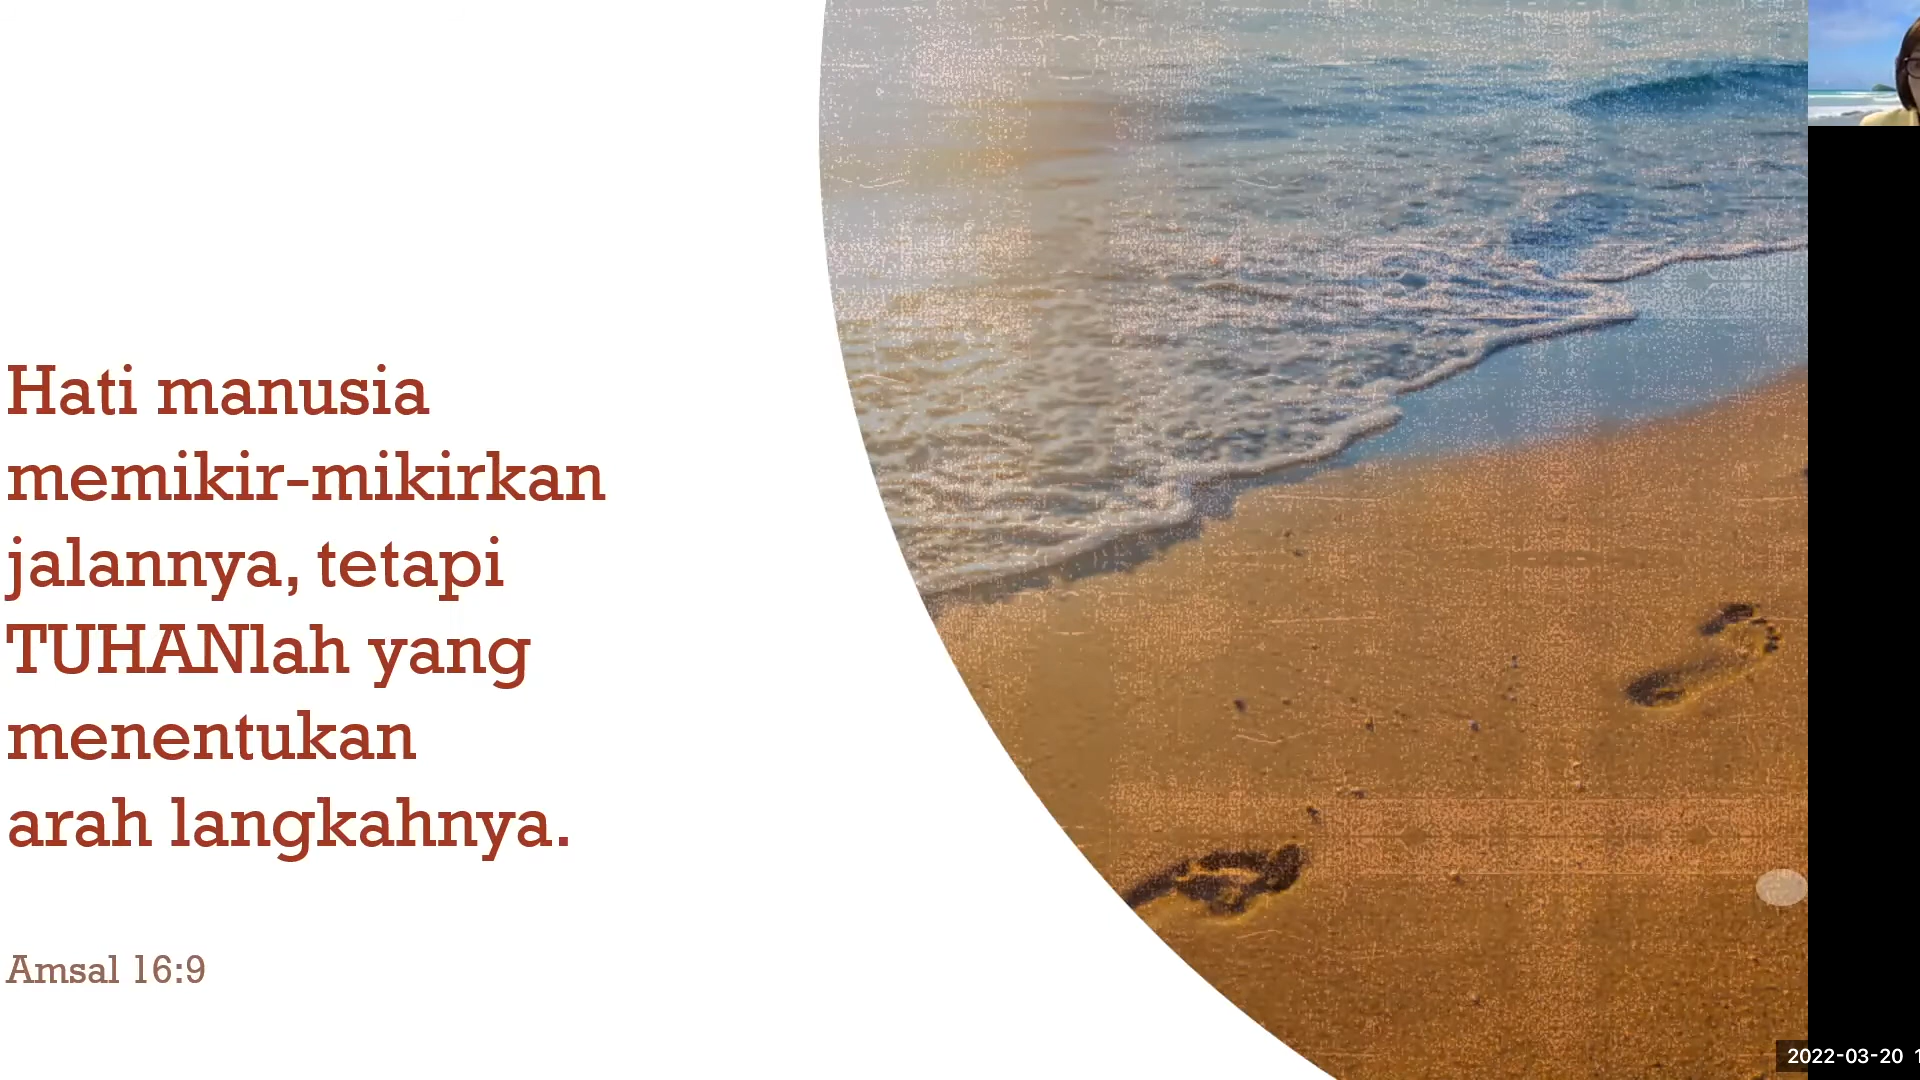 Hati manusia
memikir-mikirkan
jalannya, tetapi
TUHANlah yang
menentukan
arah langkahnya.
Amsal 16:9
2022-03-20